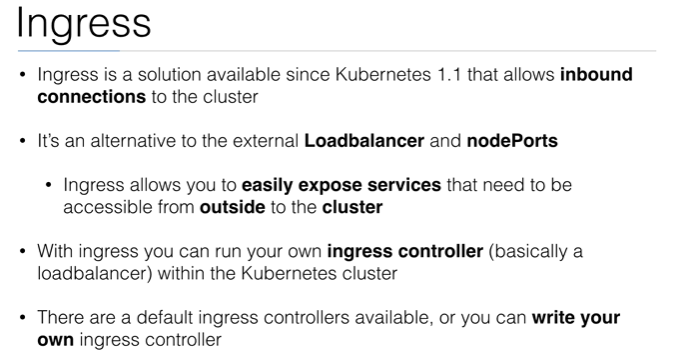 Ingress
• Ingress is a solution available since Kubernetes 1.1 that allows inbound
connections to the cluster
• It's an alternative to the external Loadbalancer and nodePorts
• Ingress allows you to easily expose services that need to be
accessible from outside to the cluster
• With ingress you can run your own ingress controller (basically a
loadbalancer) within the Kubernetes cluster
• There are a default ingress controllers available, or you can write your
own ingress controller